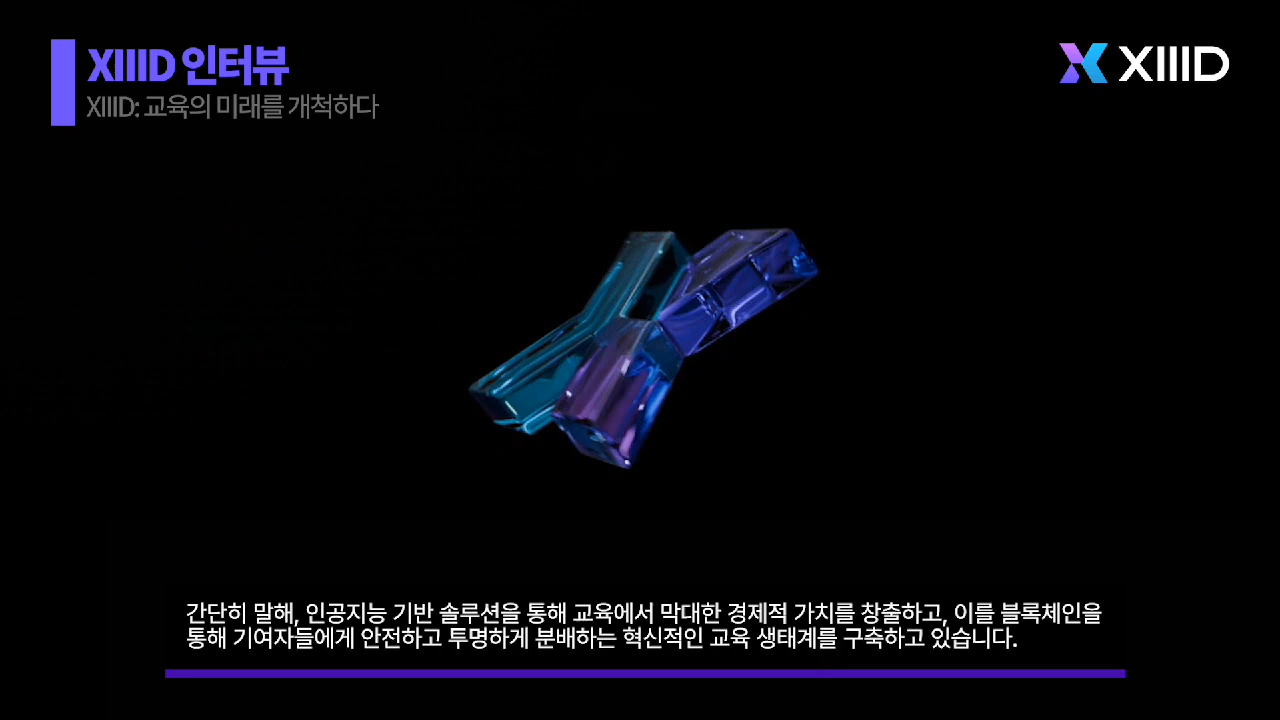 XIIID 인터뷰
XIIID: 교육의 미래를 개척하다
XIIID
간단히 말해, 인공지능 기반 솔루션을 통해 교육에서 막대한 경제적 가치를 창출하고, 이를 블록체인을
통해 기여자들에게 안전하고 투명하게 분배하는 혁신적인 교육 생태계를 구축하고 있습니다.